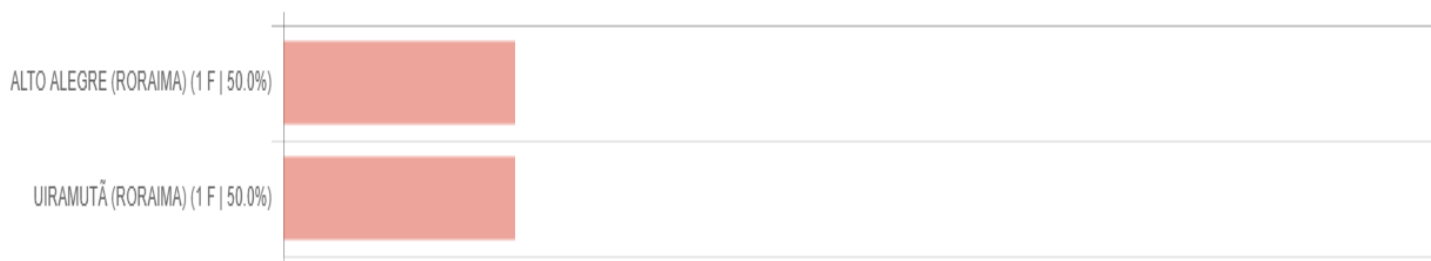 ALTO ALEGRE (RORAIMA) (1 F | 50.0%)
UIRAMUTÃ (RORAIMA) (1 F | 50.0%)